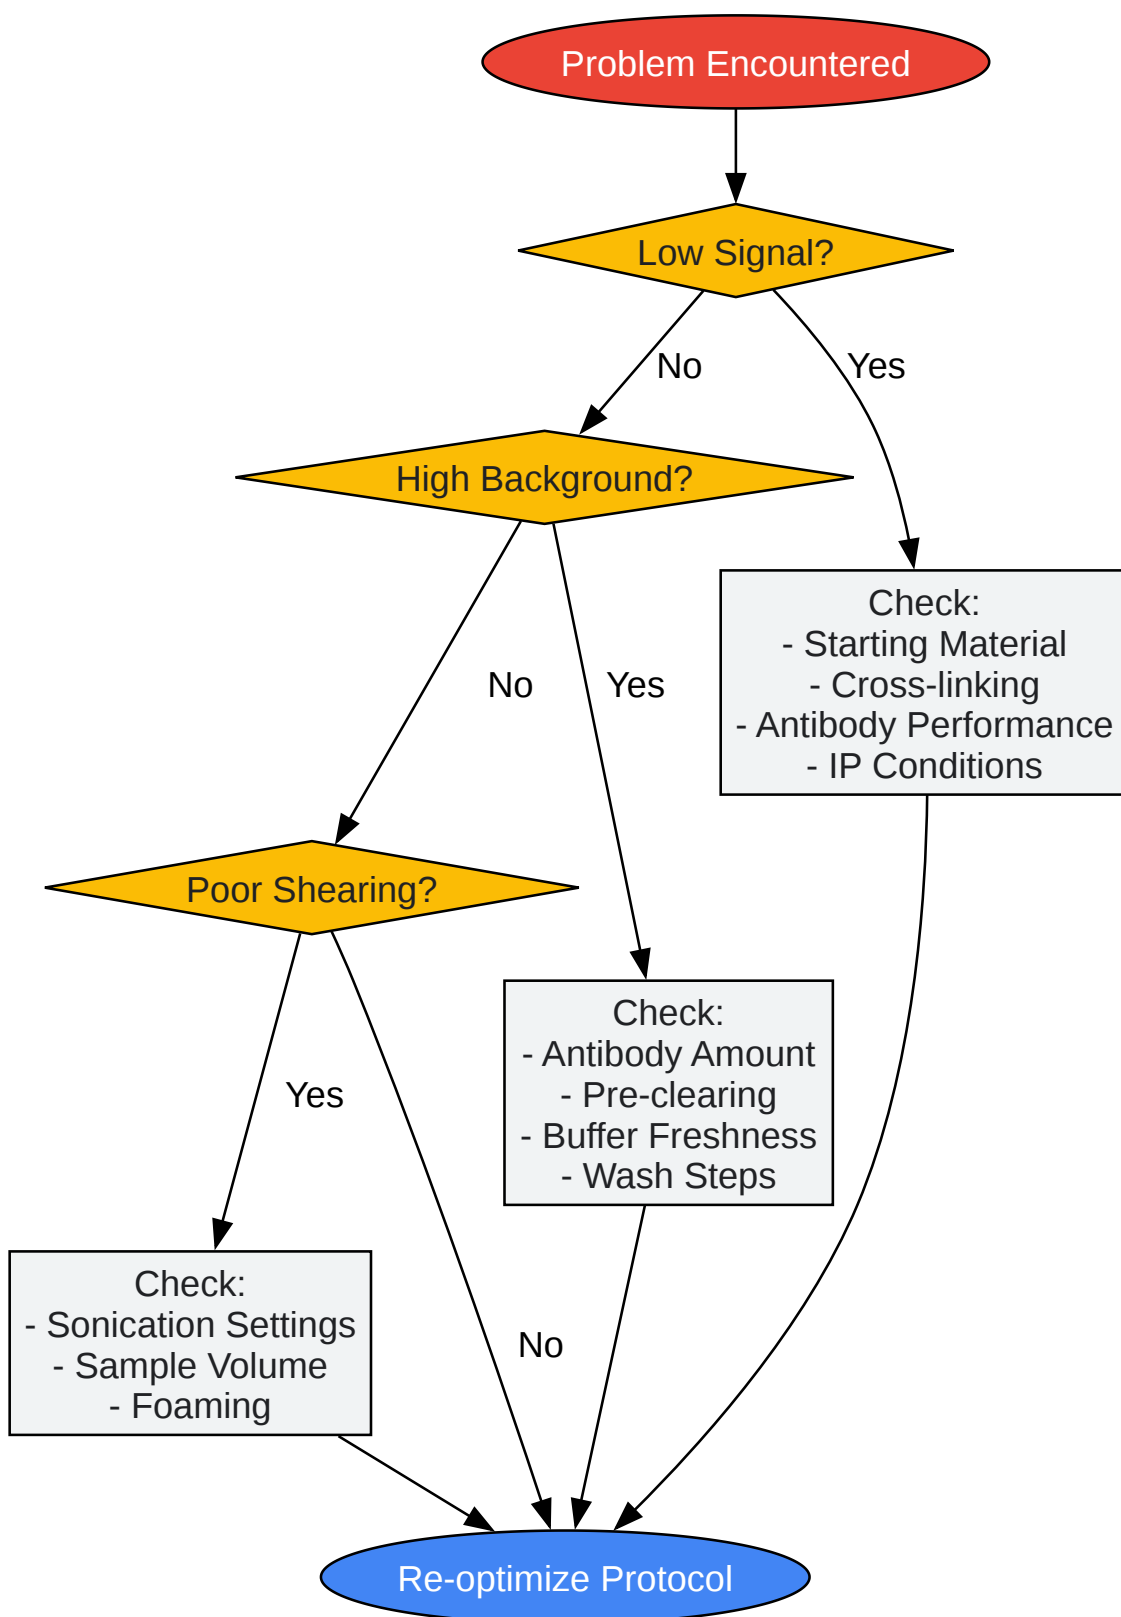 Problem Encountered
Low Signal?
No
Yes
High Background?
No
Yes
Check:
- Starting Material
- Cross-linking
- Antibody Performance
- IP Conditions
Poor Shearing?
Yes
No
Check:
- Antibody Amount
- Pre-clearing
- Buffer Freshness
- Wash Steps
Check:
- Sonication Settings
- Sample Volume
- Foaming
Re-optimize Protocol